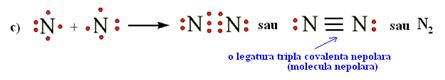 c) N + N → N N sau N ≡ N sau N₂
o legatura tripla covalenta nepolara
(molecula nepolara)